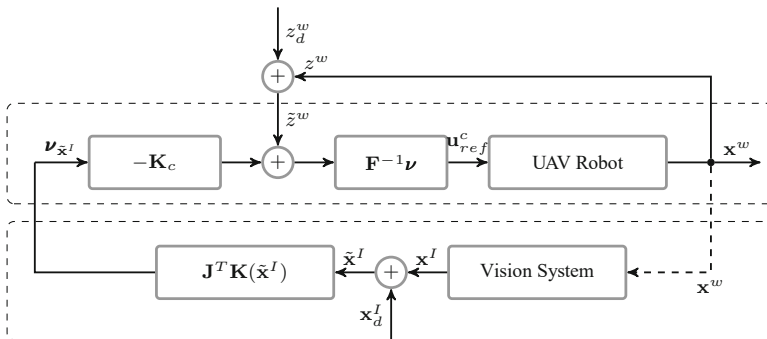 z_d^w
+ z^w
z̃^w
ν_x̃^I −K_c + F^{−1}ν u_{ref}^c UAV Robot x^w
J^T K(x̃^I) x̃^I + x^I Vision System
x^w
x_d^I